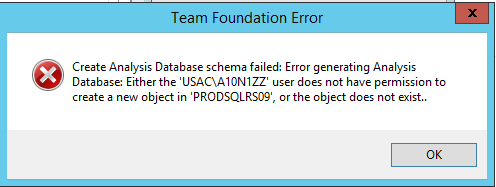 Team Foundation Error
x
Create Analysis Database schema failed: Error generating Analysis
Database: Either the 'USAC\A10N1ZZ' user does not have permission to
create a new object in 'PRODSQLRS09', or the object does not exist..
OK